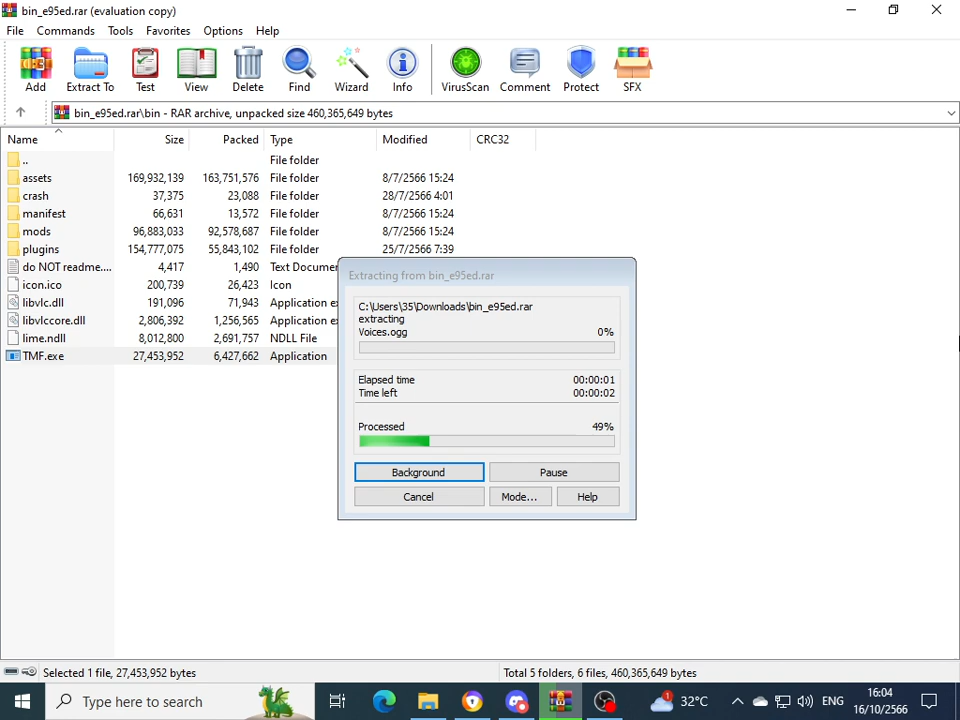 bin_e95ed.rar (evaluation copy)
File Commands Tools Favorites Options Help
Add Extract To Test View Delete Find Wizard Info VirusScan Comment Protect SFX
bin_e95ed.rar\bin - RAR archive, unpacked size 460,365,649 bytes
Name Size Packed Type Modified CRC32
.. File folder
assets 169,932,139 163,751,576 File folder 8/7/2566 15:24
crash 37,375 23,088 File folder 28/7/2566 4:01
manifest 66,631 13,572 File folder 8/7/2566 15:24
mods 96,883,033 92,578,687 File folder 8/7/2566 15:24
plugins 154,777,075 55,843,102 File folder 25/7/2566 7:39
do NOT readme.... 4,417 1,490 Text Documen
icon.ico 200,739 26,423 Icon
libvlc.dll 191,096 71,943 Application e
libvlccore.dll 2,806,392 1,256,565 Application e
lime.ndll 8,012,800 2,691,757 NDLL File
TMF.exe 27,453,952 6,427,662 Application
Extracting from bin_e95ed.rar
C:\Users\35\Downloads\bin_e95ed.rar
extracting
Voices.ogg 0%
Elapsed time 00:00:01
Time left 00:00:02
Processed 49%
Background Pause
Cancel Mode... Help
Selected 1 file, 27,453,952 bytes Total 5 folders, 6 files, 460,365,649 bytes
Type here to search 1 32°C ENG 16:04
16/10/2566